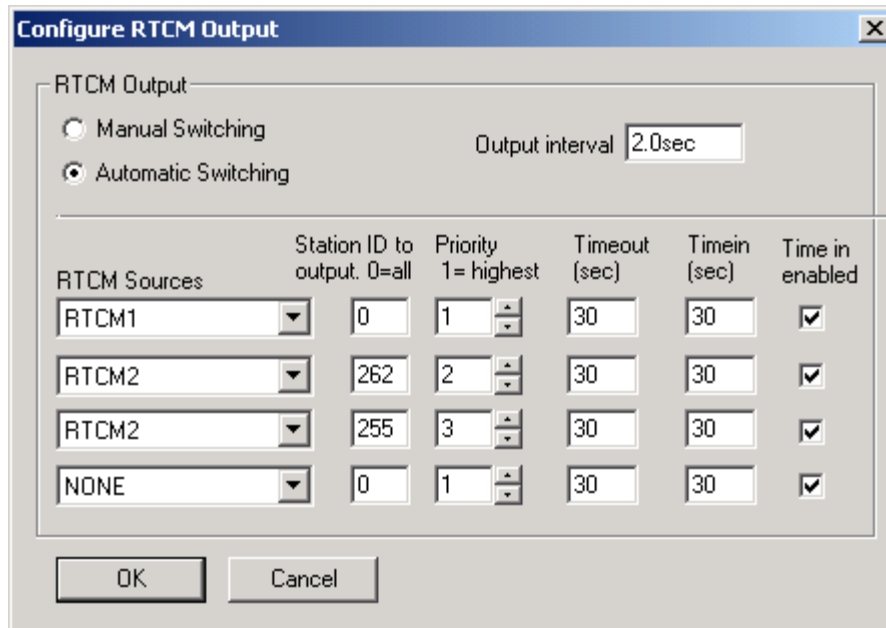 Configure RTCM Output
RTCM Output
Manual Switching
Automatic Switching
Output interval 2.0sec
RTCM Sources
Station ID to
output. 0=all
Priority
1= highest
Timeout
(sec)
Timein
(sec)
Time in
enabled
RTCM1 0 1 30 30
RTCM2 262 2 30 30
RTCM2 255 3 30 30
NONE 0 1 30 30
OK Cancel